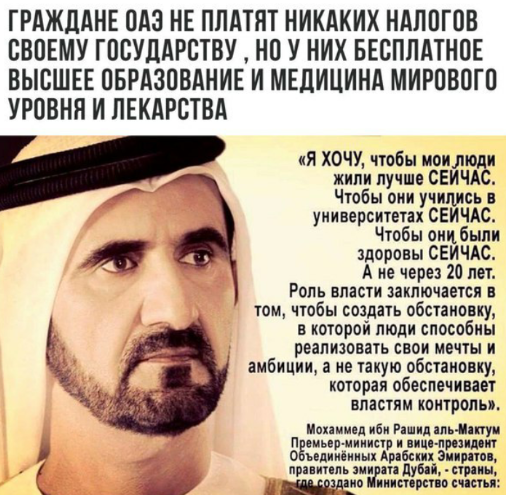 ГРАЖДАНЕ ОАЭ НЕ ПЛАТЯТ НИКАКИХ НАЛОГОВ
СВОЕМУ ГОСУДАРСТВУ , НО У НИХ БЕСПЛАТНОЕ
ВЫСШЕЕ ОБРАЗОВАНИЕ И МЕДИЦИНА МИРОВОГО
УРОВНЯ И ЛЕКАРСТВА
«Я ХОЧУ, чтобы мои люди
жили лучше СЕЙЧАС.
Чтобы они учились в
университетах СЕЙЧАС.
Чтобы они были
здоровы СЕЙЧАС.
А не через 20 лет.
Роль власти заключается в
том, чтобы создать обстановку,
в которой люди способны
реализовать свои мечты и
амбиции, а не такую обстановку,
которая обеспечивает
властям контроль».
Мохаммед ибн Рашид аль-Мактум
Премьер-министр и вице-президент
Объединённых Арабских Эмиратов,
правитель эмирата Дубай, - страны,
где создано Министерство счастья: